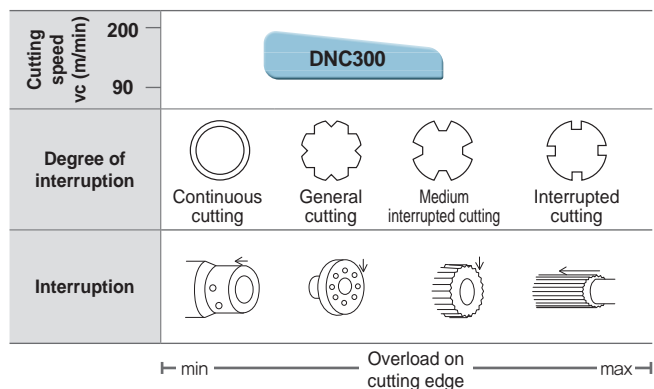 Cutting
speed
vc (m/min)
200
90
DNC300
Degree of
interruption
Continuous
cutting
General
cutting
Medium
interrupted cutting
Interrupted
cutting
Interruption
min
Overload on
cutting edge
max